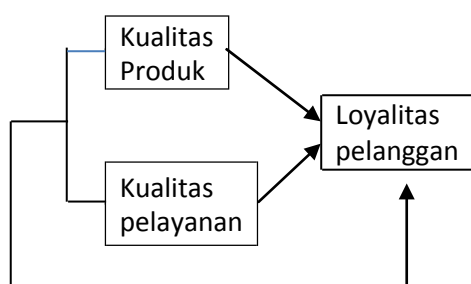 Kualitas
Produk
Loyalitas
pelanggan
Kualitas
pelayanan